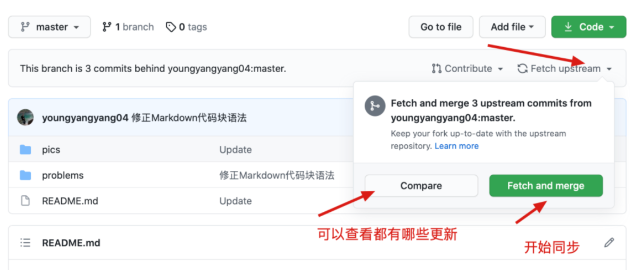 master 1 branch 0 tags Go to file Add file Code
This branch is 3 commits behind youngyangyang04:master. Contribute Fetch upstream
youngyangyang04 修正Markdown代码块语法
Fetch and merge 3 upstream commits from
youngyangyang04:master.
Keep your fork up-to-date with the upstream
repository. Learn more
pics Update
problems 修正Markdown代码块语法
README.md Update
Compare Fetch and merge
可以查看都有哪些更新
开始同步
README.md